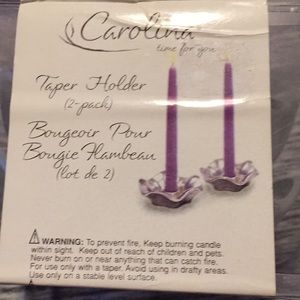 Carolina
time for you
Taper Holder
(2-pack)
Bougeoir Pour
Bougie Flambeau
(lot de 2)
WARNING: To prevent fire, Keep burning candle
within sight. Keep out of reach of children and pets.
Never burn on or near anything that can catch fire.
For use only with a taper. Avoid using in drafty areas.
Use only on a stable level surface.